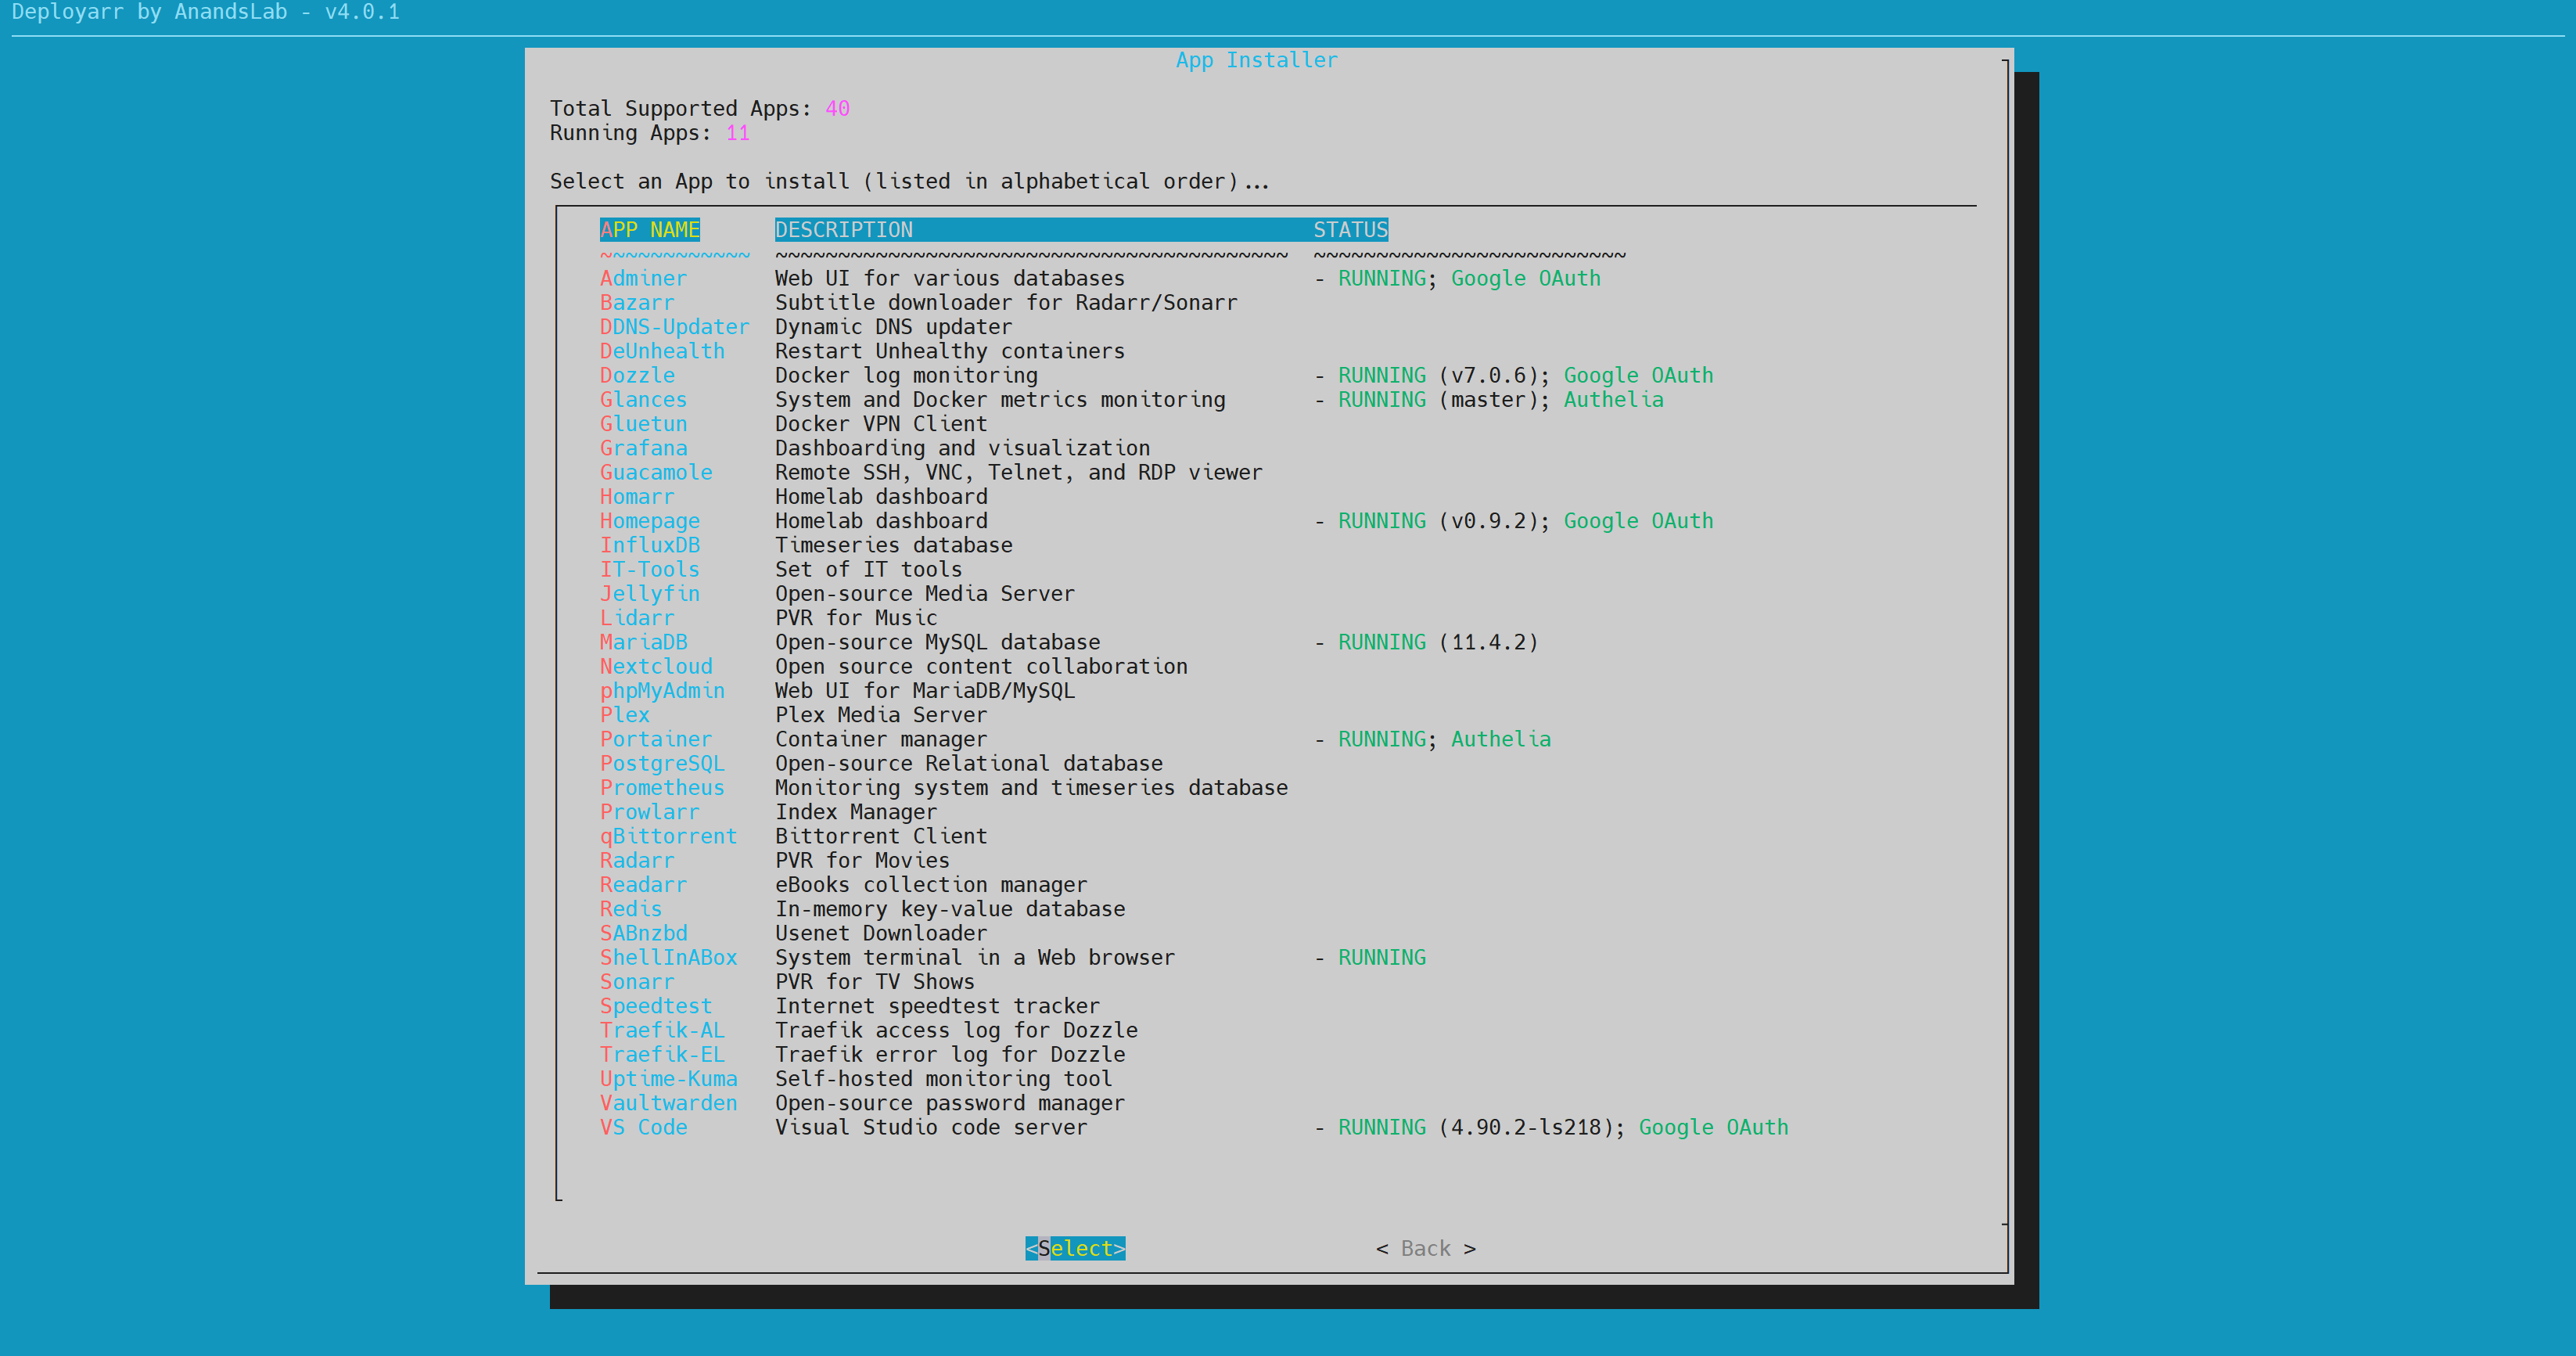 Deployarr by AnandsLab - v4.0.1
App Installer
Total Supported Apps: 40
Running Apps: 11
Select an App to install (listed in alphabetical order)...
APP NAME DESCRIPTION STATUS
~~~~~~~~~~~~ ~~~~~~~~~~~~~~~~~~~~~~~~~~~~~~~~~~~~~~~~~ ~~~~~~~~~~~~~~~~~~~~~~~~~
Adminer Web UI for various databases - RUNNING; Google OAuth
Bazarr Subtitle downloader for Radarr/Sonarr
DDNS-Updater Dynamic DNS updater
DeUnhealth Restart Unhealthy containers
Dozzle Docker log monitoring - RUNNING (v7.0.6); Google OAuth
Glances System and Docker metrics monitoring - RUNNING (master); Authelia
Gluetun Docker VPN Client
Grafana Dashboarding and visualization
Guacamole Remote SSH, VNC, Telnet, and RDP viewer
Homarr Homelab dashboard
Homepage Homelab dashboard - RUNNING (v0.9.2); Google OAuth
InfluxDB Timeseries database
IT-Tools Set of IT tools
Jellyfin Open-source Media Server
Lidarr PVR for Music
MariaDB Open-source MySQL database - RUNNING (11.4.2)
Nextcloud Open source content collaboration
phpMyAdmin Web UI for MariaDB/MySQL
Plex Plex Media Server
Portainer Container manager - RUNNING; Authelia
PostgreSQL Open-source Relational database
Prometheus Monitoring system and timeseries database
Prowlarr Index Manager
qBittorrent Bittorrent Client
Radarr PVR for Movies
Readarr eBooks collection manager
Redis In-memory key-value database
SABnzbd Usenet Downloader
ShellInABox System terminal in a Web browser - RUNNING
Sonarr PVR for TV Shows
Speedtest Internet speedtest tracker
Traefik-AL Traefik access log for Dozzle
Traefik-EL Traefik error log for Dozzle
Uptime-Kuma Self-hosted monitoring tool
Vaultwarden Open-source password manager
VS Code Visual Studio code server - RUNNING (4.90.2-ls218); Google OAuth
<Select> < Back >